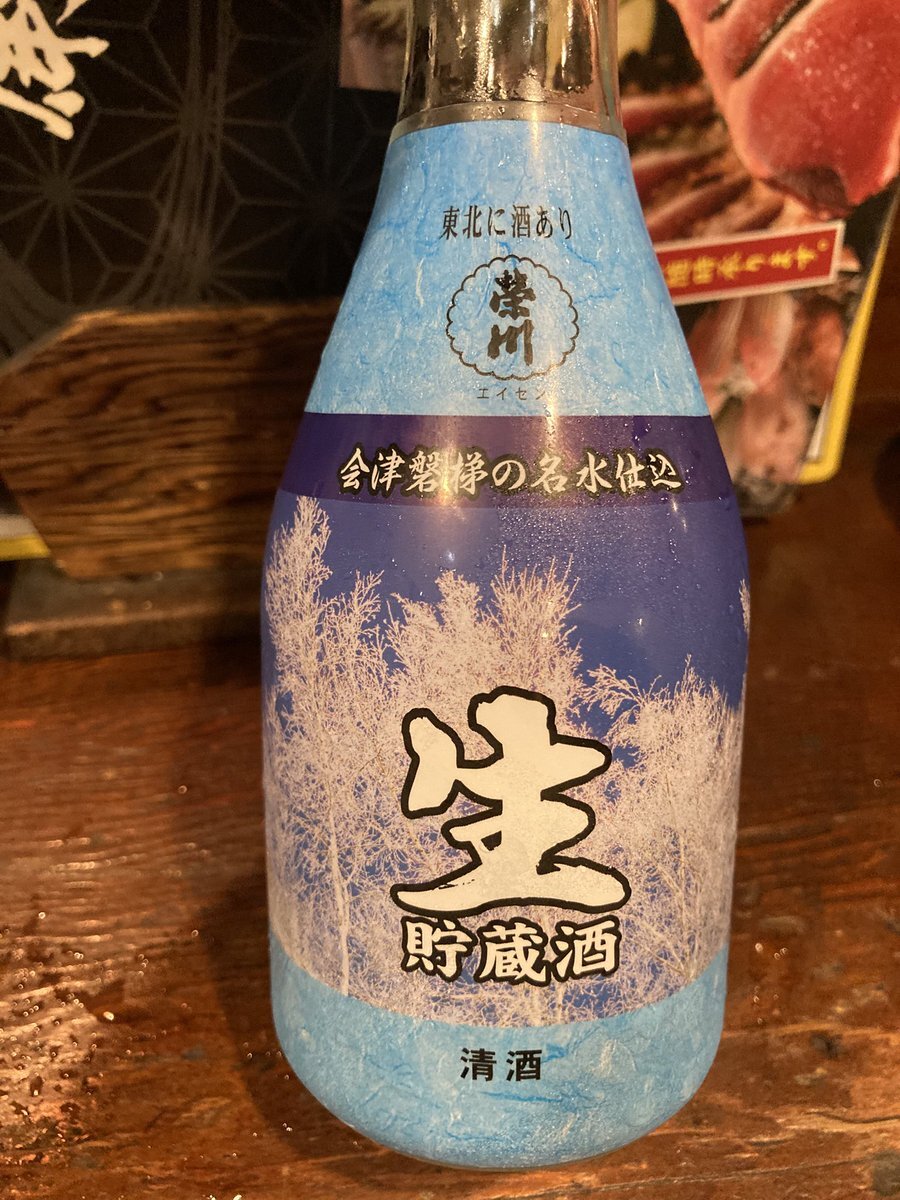 東北に酒あり
榮川
エイセン
会津磐梯の名水仕込
生
貯蔵酒
清酒